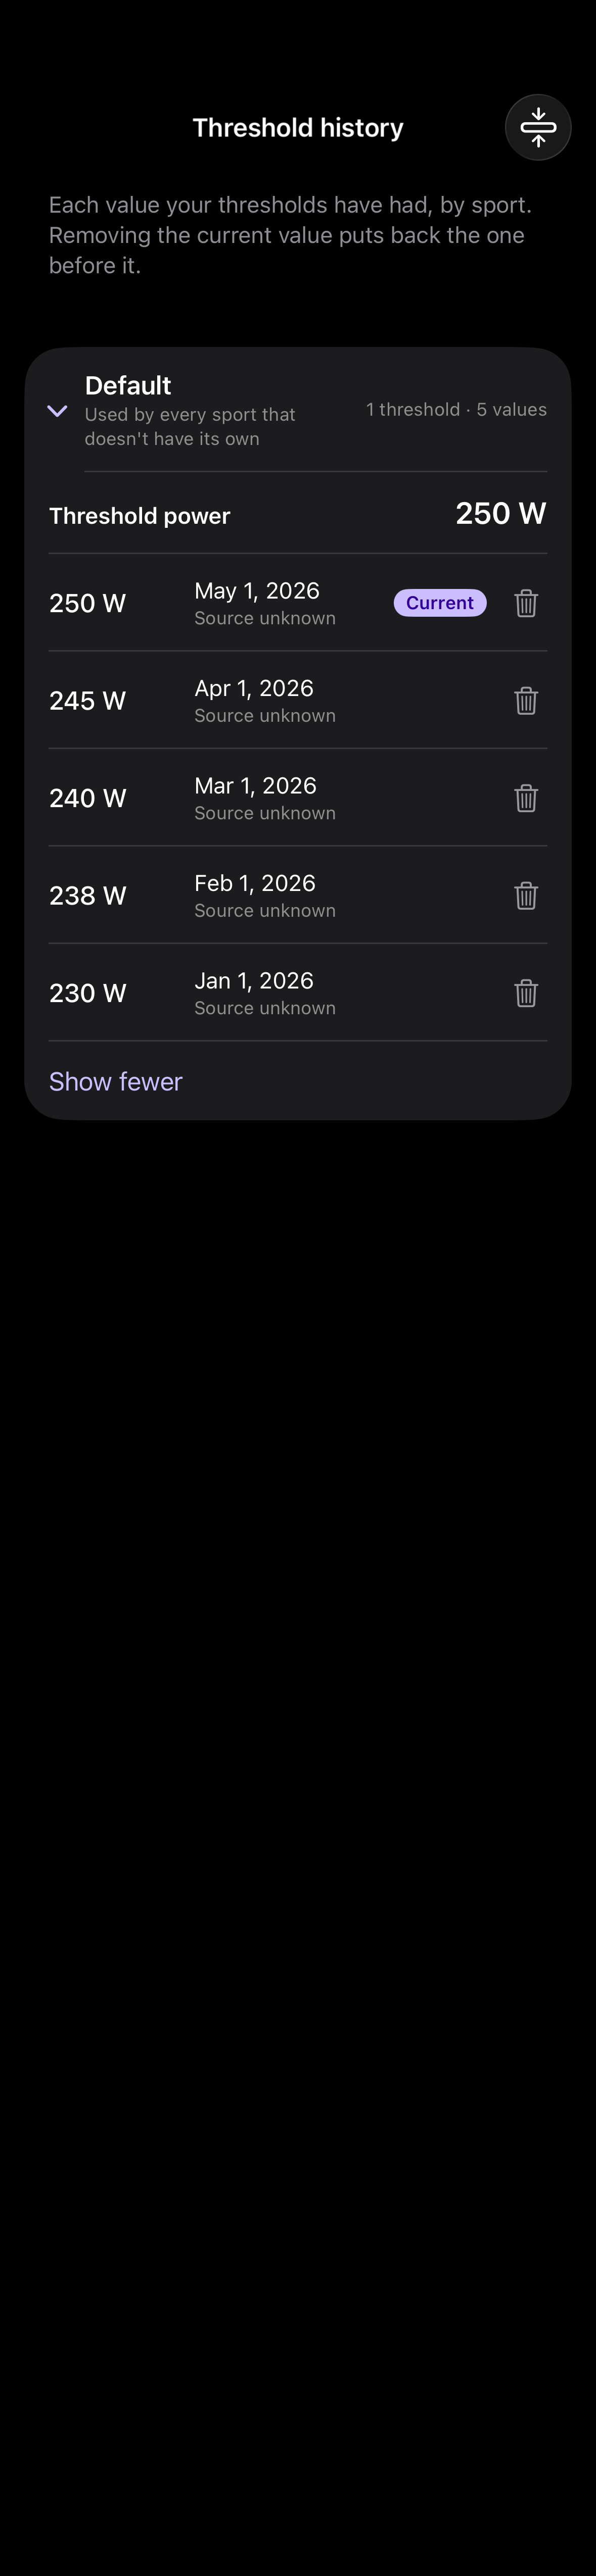 Threshold history
Each value your thresholds have had, by sport.
Removing the current value puts back the one
before it.
Default
Used by every sport that
doesn't have its own
1 threshold · 5 values
Threshold power
250 W
250 W
May 1, 2026
Source unknown
Current
245 W
Apr 1, 2026
Source unknown
240 W
Mar 1, 2026
Source unknown
238 W
Feb 1, 2026
Source unknown
230 W
Jan 1, 2026
Source unknown
Show fewer